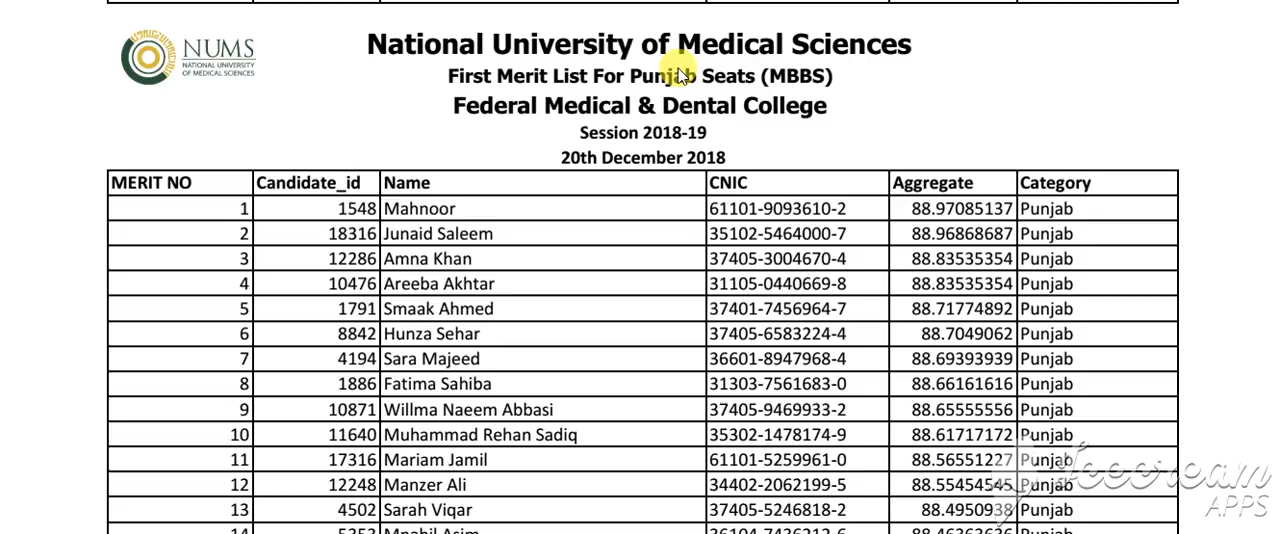 NUMS
NATIONAL UNIVERSITY
OF MEDICAL SCIENCES
National University of Medical Sciences
First Merit List For Punjab Seats (MBBS)
Federal Medical & Dental College
Session 2018-19
20th December 2018
MERIT NO Candidate_id Name CNIC Aggregate Category
1 1548 Mahnoor 61101-9093610-2 88.97085137 Punjab
2 18316 Junaid Saleem 35102-5464000-7 88.96868687 Punjab
3 12286 Amna Khan 37405-3004670-4 88.83535354 Punjab
4 10476 Areeba Akhtar 31105-0440669-8 88.83535354 Punjab
5 1791 Smaak Ahmed 37401-7456964-7 88.71774892 Punjab
6 8842 Hunza Sehar 37405-6583224-4 88.7049062 Punjab
7 4194 Sara Majeed 36601-8947968-4 88.69393939 Punjab
8 1886 Fatima Sahiba 31303-7561683-0 88.66161616 Punjab
9 10871 Willma Naeem Abbasi 37405-9469933-2 88.65555556 Punjab
10 11640 Muhammad Rehan Sadiq 35302-1478174-9 88.61717172 Punjab
11 17316 Mariam Jamil 61101-5259961-0 88.56551227 Punjab
12 12248 Manzer Ali 34402-2062199-5 88.55454545 Punjab
13 4502 Sarah Viqar 37405-5246818-2 88.4950938 Punjab
Icecream
APPS